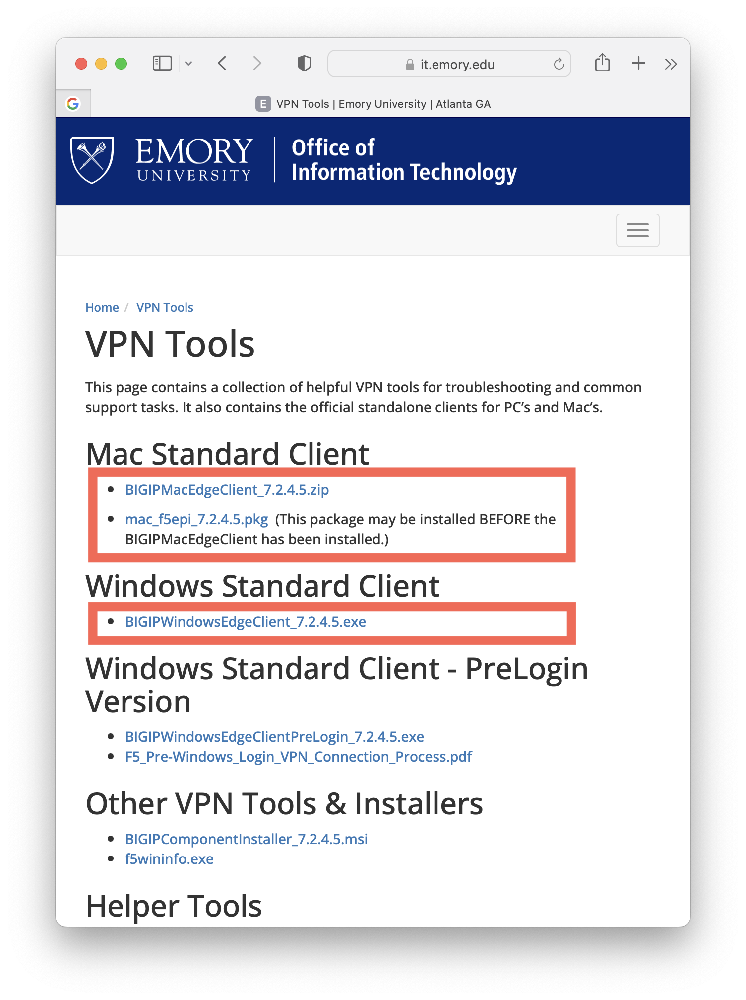 it.emory.edu
E VPN Tools | Emory University | Atlanta GA
EMORY
UNIVERSITY
Office of
Information Technology
Home / VPN Tools
VPN Tools
This page contains a collection of helpful VPN tools for troubleshooting and common
support tasks. It also contains the official standalone clients for PC’s and Mac’s.
Mac Standard Client
• BIGIPMacEdgeClient_7.2.4.5.zip
• mac_f5epi_7.2.4.5.pkg (This package may be installed BEFORE the
BIGIPMacEdgeClient has been installed.)
Windows Standard Client
• BIGIPWindowsEdgeClient_7.2.4.5.exe
Windows Standard Client - PreLogin
Version
• BIGIPWindowsEdgeClientPreLogin_7.2.4.5.exe
• F5_Pre-Windows_Login_VPN_Connection_Process.pdf
Other VPN Tools & Installers
• BIGIPComponentInstaller_7.2.4.5.msi
• f5wininfo.exe
Helper Tools